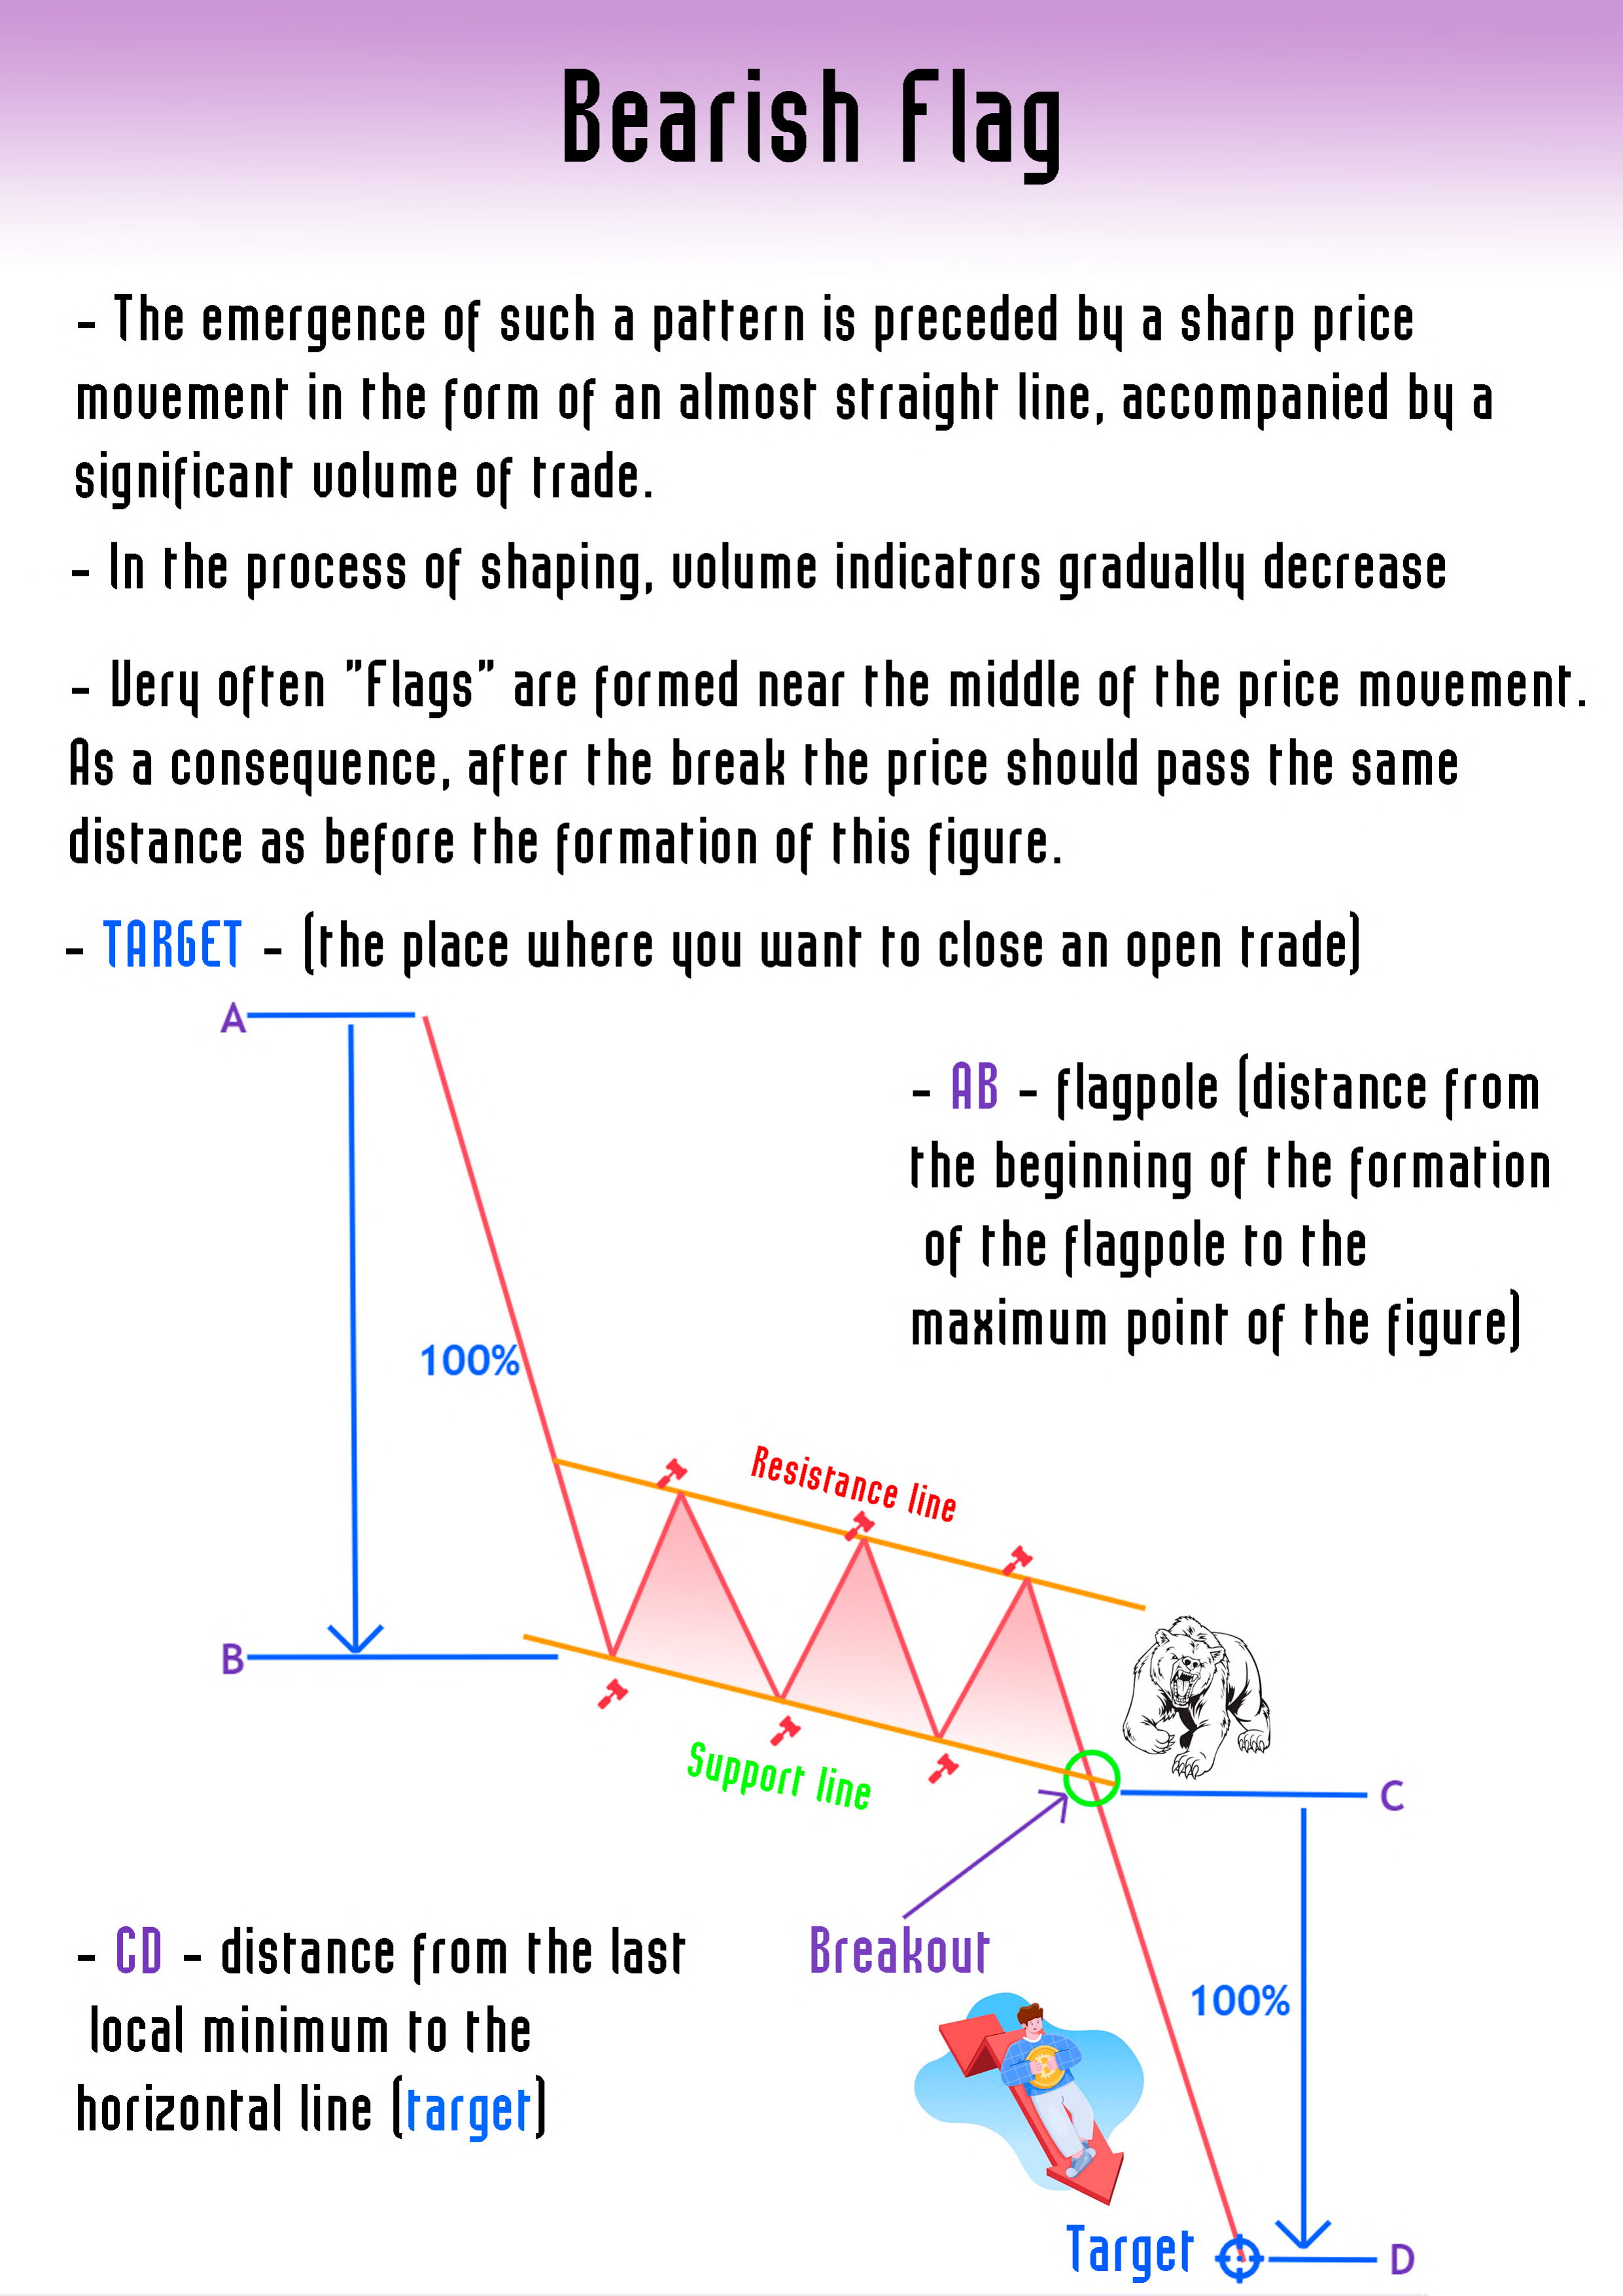 Bearish Flag
- The emergence of such a pattern is preceded by a sharp price
movement in the form of an almost straight line, accompanied by a
significant volume of trade.
- In the process of shaping, volume indicators gradually decrease
- Very often "Flags" are formed near the middle of the price movement.
As a consequence, after the break the price should pass the same
distance as before the formation of this figure.
- TARGET - (the place where you want to close an open trade)
A
- AB - flagpole (distance from
the beginning of the formation
of the flagpole to the
maximum point of the figure)
100%
Resistance line
B
Support line
C
Breakout
- CD - distance from the last
local minimum to the
horizontal line (target)
100%
Target
D